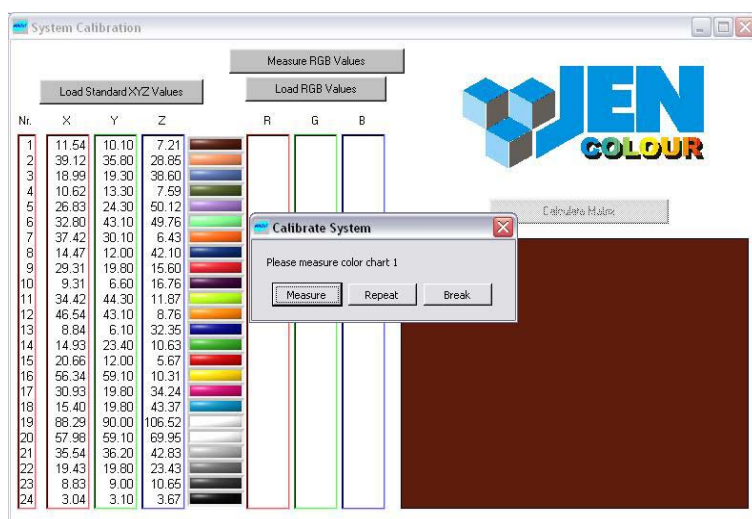 System Calibration
Measure RGB Values
Load Standard XYZ Values
Load RGB Values
Nr. X Y Z R G B
JEN
COLOUR
Calculate Matrix
1 11.54 10.10 7.21
2 39.12 35.80 28.85
3 18.99 19.30 38.60
4 10.62 13.30 7.59
5 26.83 24.30 50.12
6 32.80 43.10 49.76
7 37.42 30.10 6.43
8 14.47 12.00 42.10
9 29.31 19.80 15.60
10 9.31 6.60 16.76
11 34.42 44.30 11.87
12 46.54 43.10 8.76
13 8.84 6.10 32.35
14 14.93 23.40 10.63
15 20.66 12.00 5.67
16 56.34 59.10 10.31
17 30.93 19.80 34.24
18 15.40 19.80 43.37
19 88.29 90.00 106.52
20 57.98 59.10 69.95
21 35.54 36.20 42.83
22 19.43 19.80 23.43
23 8.83 9.00 10.65
24 3.04 3.10 3.67
Calibrate System
Please measure color chart 1
Measure Repeat Break